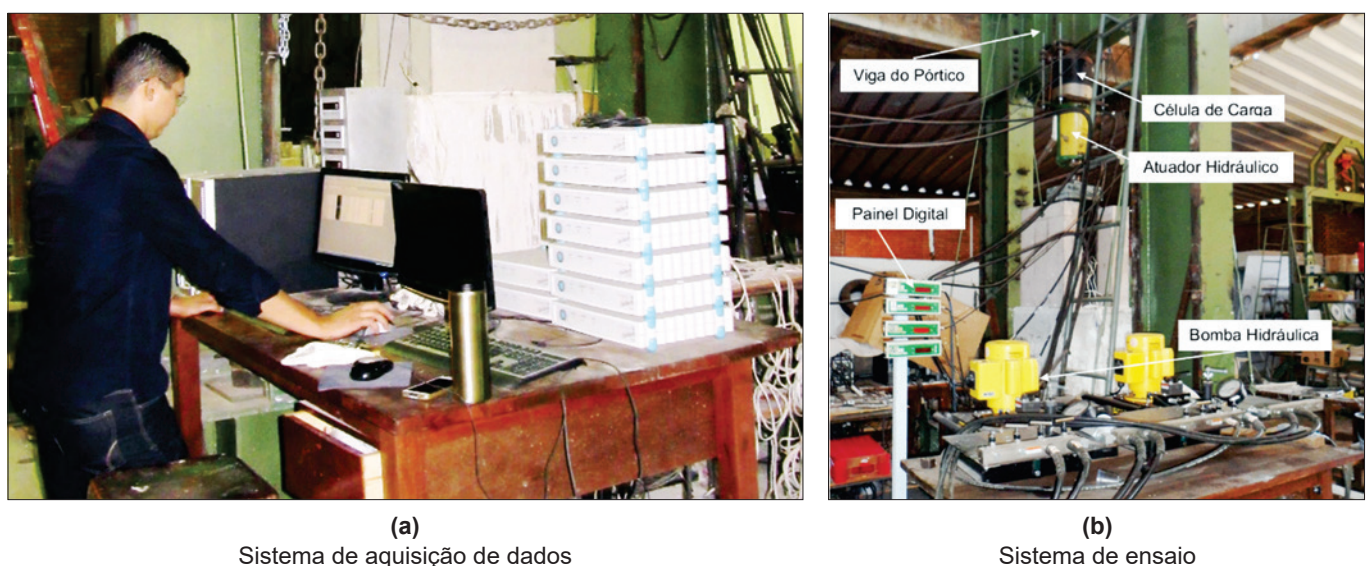 Viga do Pórtico
Célula de Carga
Atuador Hidráulico
Painel Digital
Bomba Hidráulica
(a)
Sistema de aquisição de dados
(b)
Sistema de ensaio